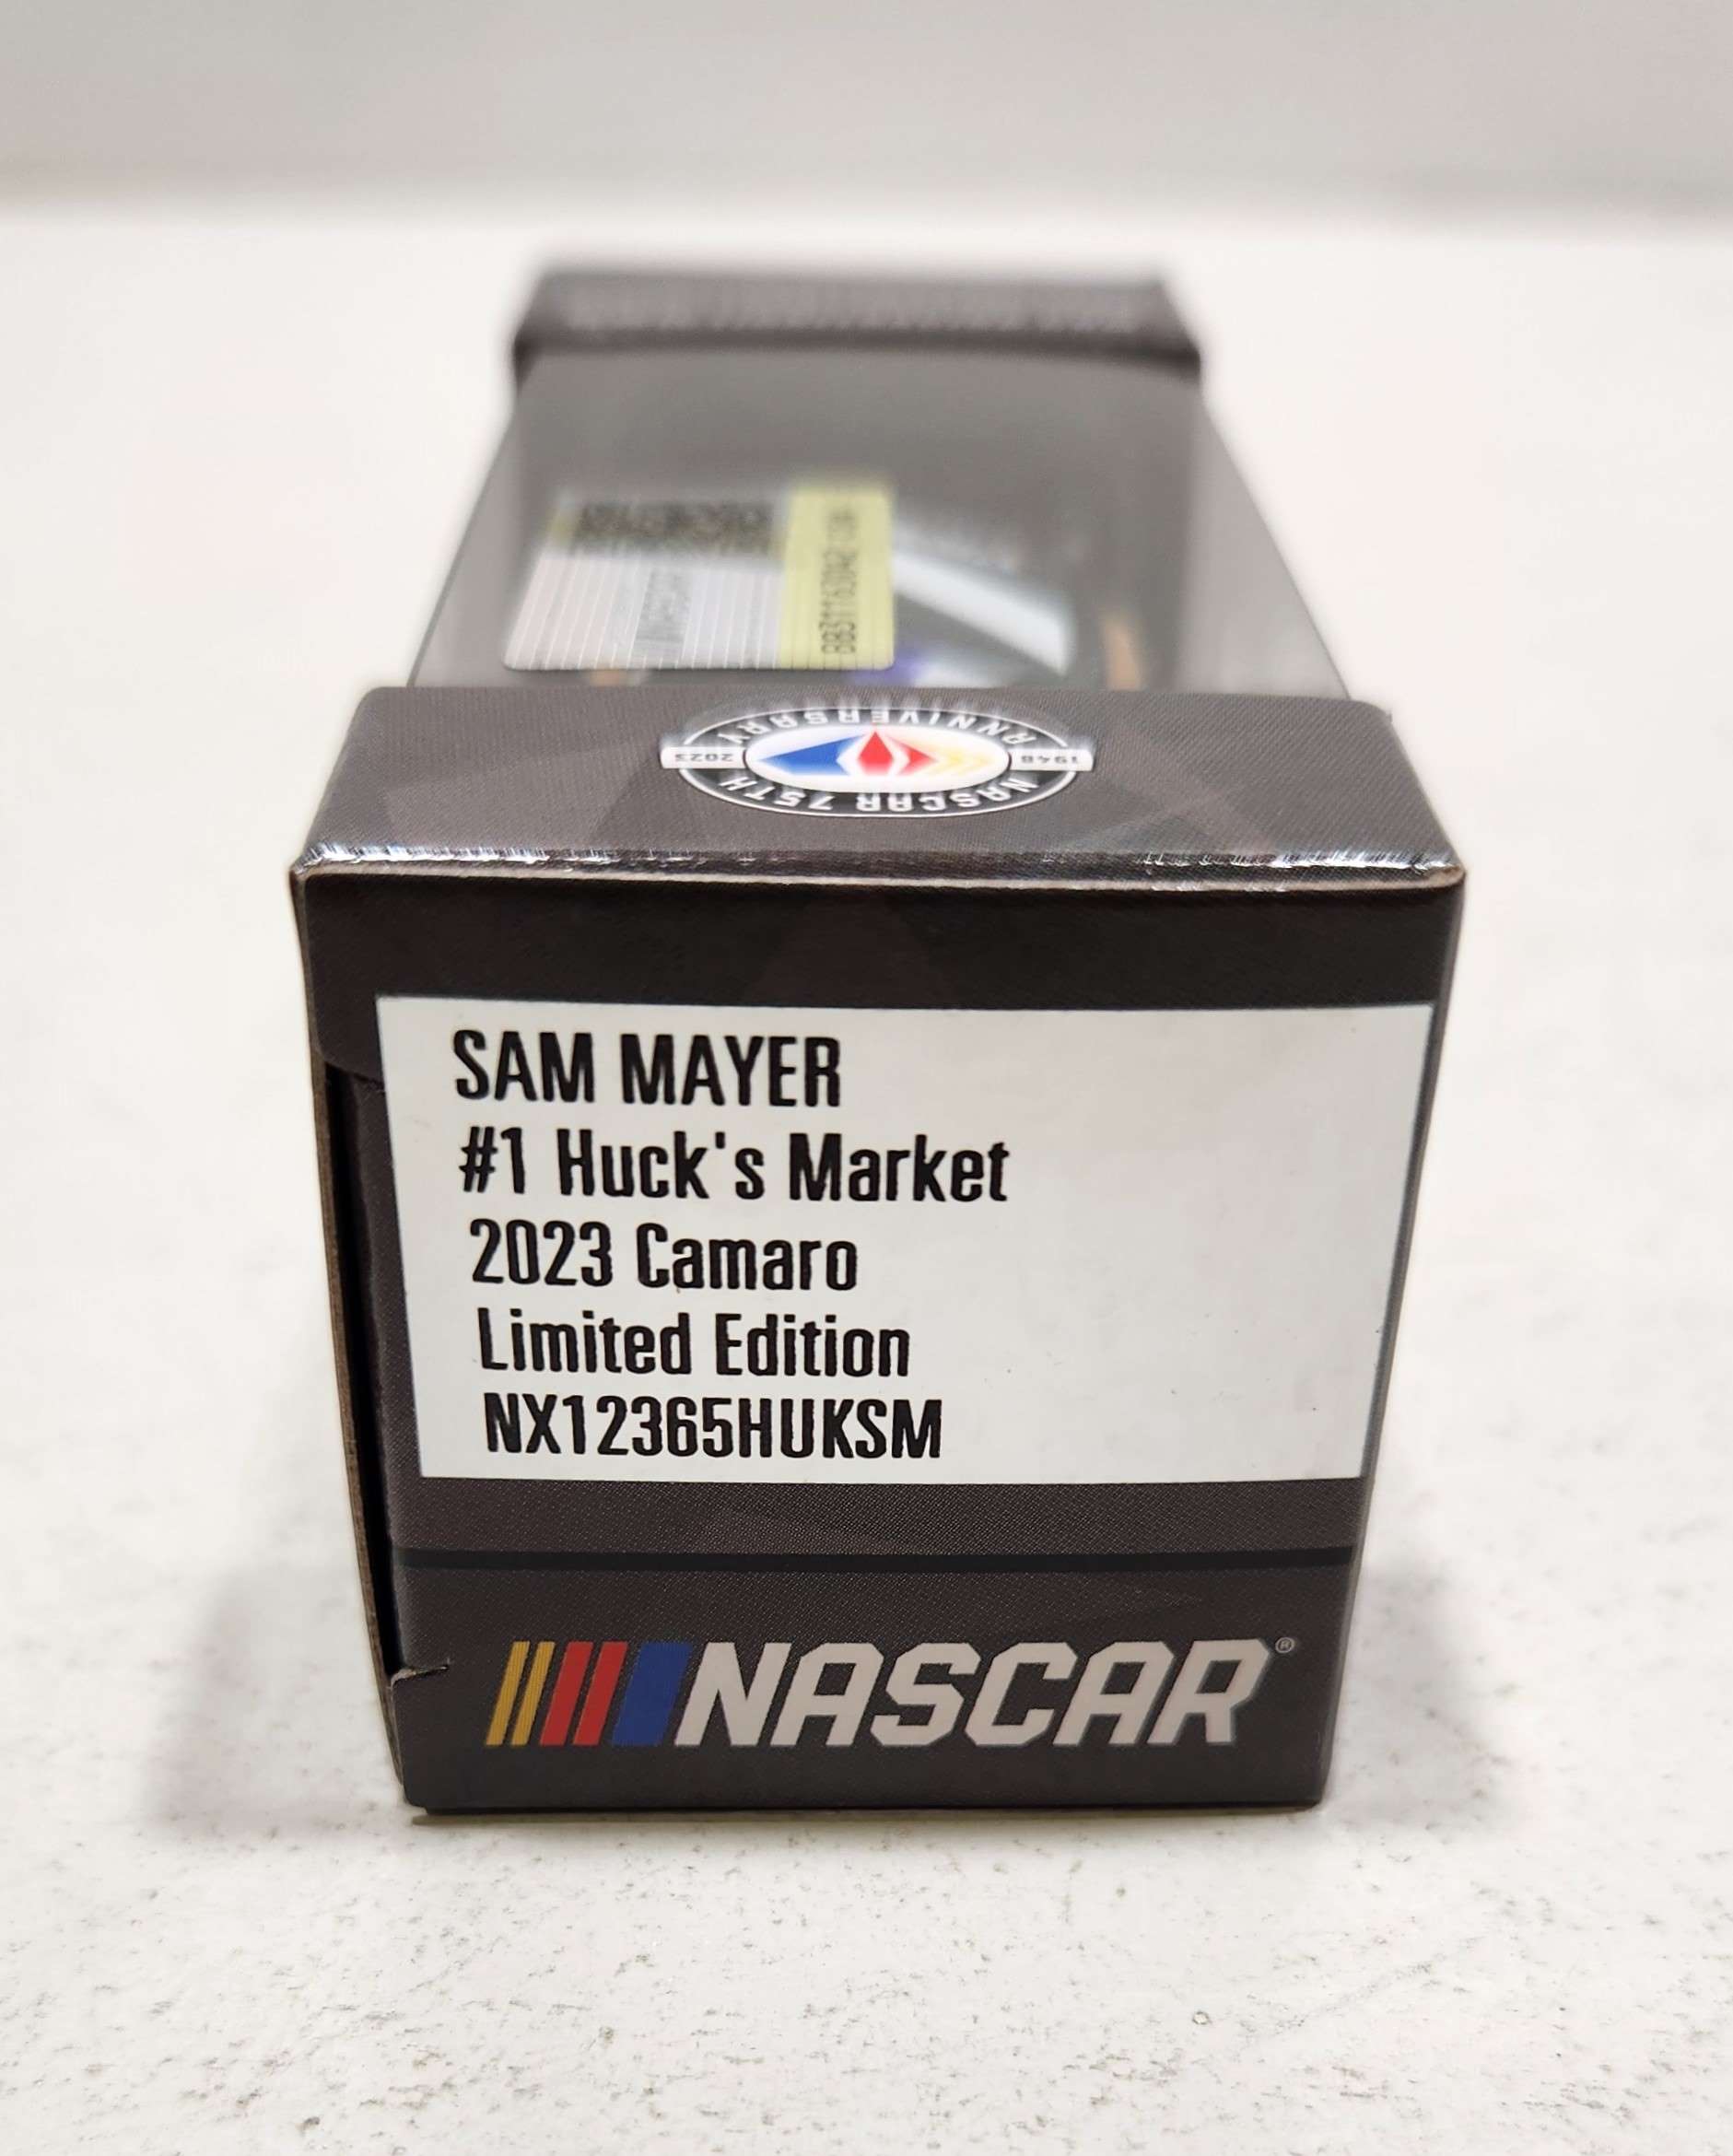 NASCAR 75TH ANNIVERSARY
1948 2023
SAM MAYER
#1 Huck's Market
2023 Camaro
Limited Edition
NX12365HUKSM
NASCAR®